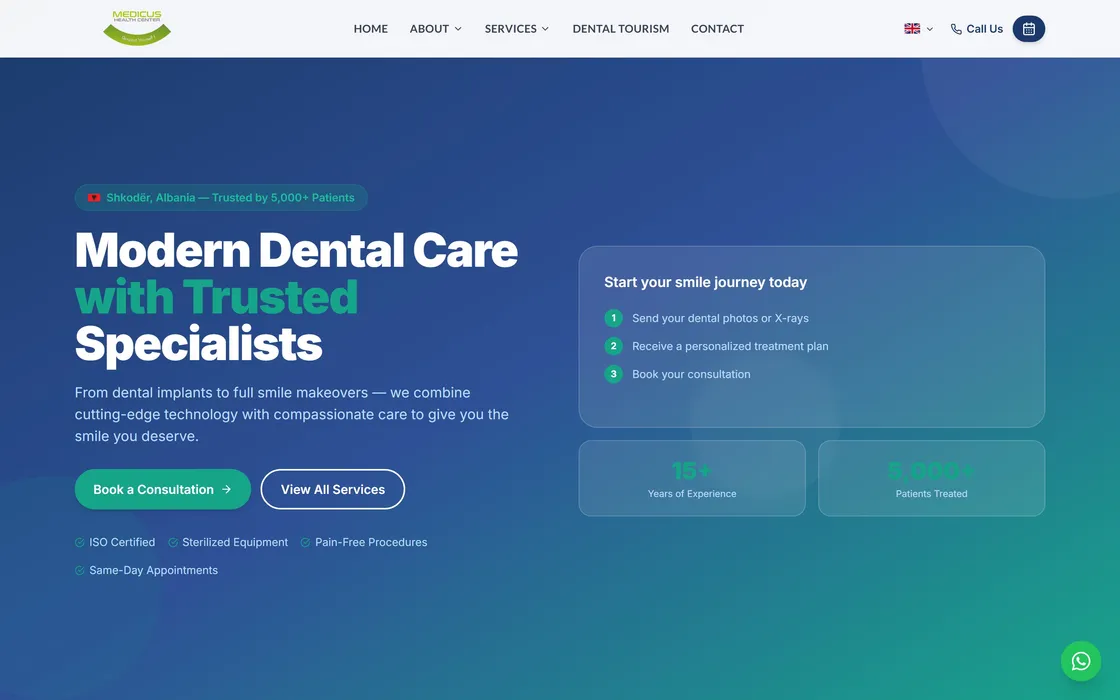 MEDICUS
HEALTH CENTER
HOME
ABOUT
SERVICES
DENTAL TOURISM
CONTACT
Call Us
Shkodër, Albania — Trusted by 5,000+ Patients
Modern Dental Care
with Trusted
Specialists
From dental implants to full smile makeovers — we combine
cutting-edge technology with compassionate care to give you the
smile you deserve.
Book a Consultation
View All Services
ISO Certified
Sterilized Equipment
Pain-Free Procedures
Same-Day Appointments
Start your smile journey today
1 Send your dental photos or X-rays
2 Receive a personalized treatment plan
3 Book your consultation
15+
Years of Experience
5,000+
Patients Treated